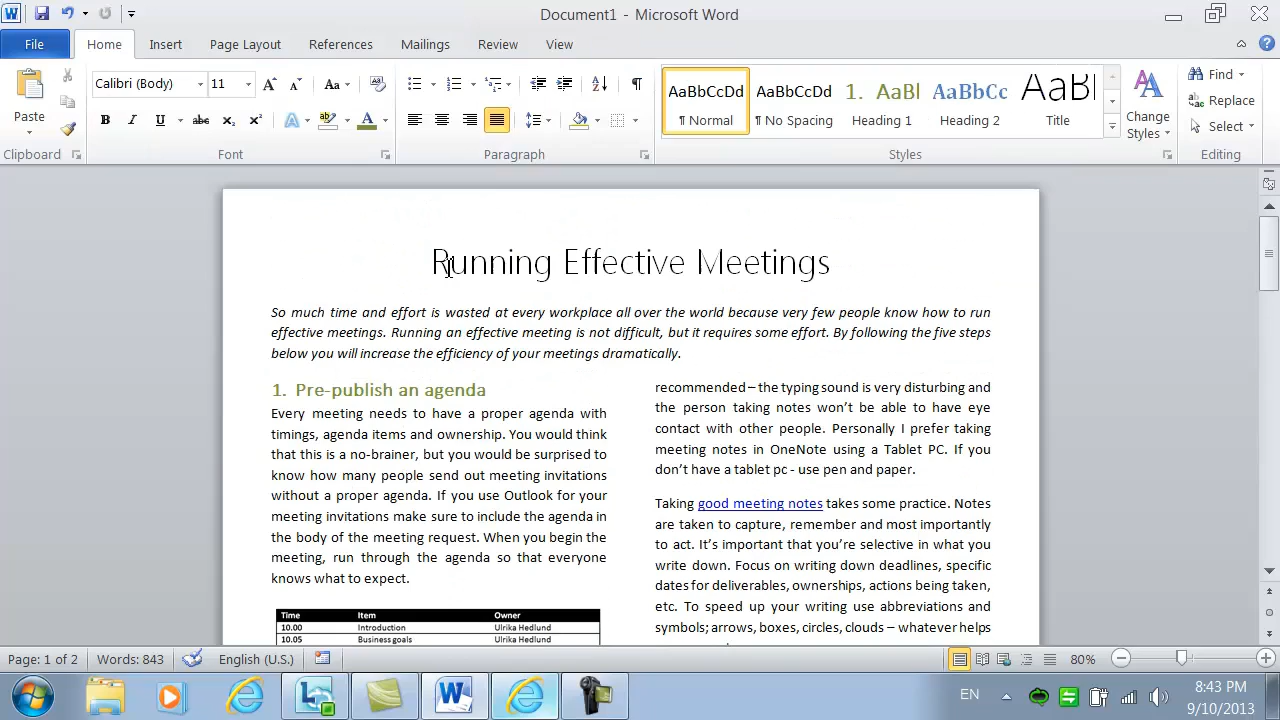 Document1 - Microsoft Word
File Home Insert Page Layout References Mailings Review View
Calibri (Body) 11
Paste
Clipboard Font Paragraph Styles Editing
AaBbCcDd AaBbCcDd 1. AaBl AaBbCc AaBl
¶ Normal ¶ No Spacing Heading 1 Heading 2 Title
Change Styles
Find
Replace
Select
Running Effective Meetings
So much time and effort is wasted at every workplace all over the world because very few people know how to run
effective meetings. Running an effective meeting is not difficult, but it requires some effort. By following the five steps
below you will increase the efficiency of your meetings dramatically.
1. Pre-publish an agenda
Every meeting needs to have a proper agenda with
timings, agenda items and ownership. You would think
that this is a no-brainer, but you would be surprised to
know how many people send out meeting invitations
without a proper agenda. If you use Outlook for your
meeting invitations make sure to include the agenda in
the body of the meeting request. When you begin the
meeting, run through the agenda so that everyone
knows what to expect.
Time Item Owner
10.00 Introduction Ulrika Hedlund
10.05 Business goals Ulrika Hedlund
recommended – the typing sound is very disturbing and
the person taking notes won't be able to have eye
contact with other people. Personally I prefer taking
meeting notes in OneNote using a Tablet PC. If you
don't have a tablet pc - use pen and paper.
Taking good meeting notes takes some practice. Notes
are taken to capture, remember and most importantly
to act. It's important that you're selective in what you
write down. Focus on writing down deadlines, specific
dates for deliverables, ownerships, actions being taken,
etc. To speed up your writing use abbreviations and
symbols; arrows, boxes, circles, clouds – whatever helps
Page: 1 of 2 Words: 843 English (U.S.) 80%
EN 8:43 PM
9/10/2013